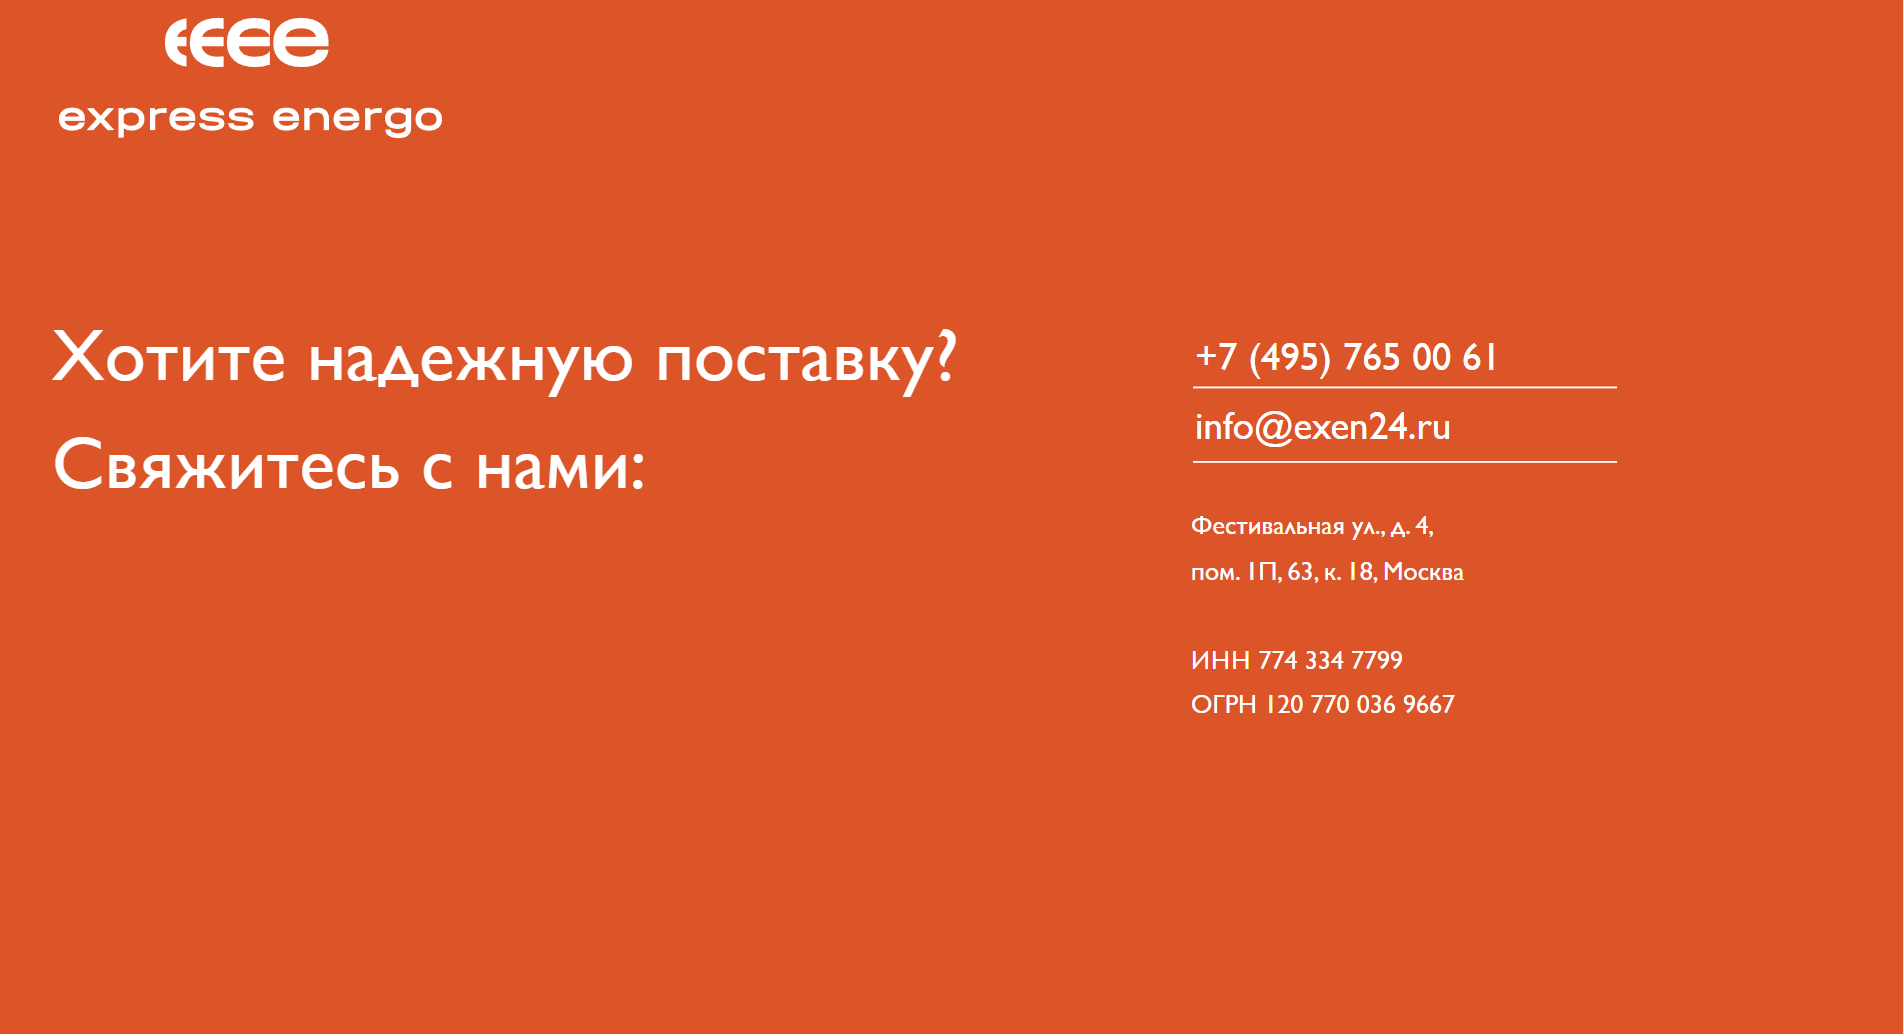 express energo
Хотите надежную поставку?
Свяжитесь с нами:
+7 (495) 765 00 61
info@exen24.ru
Фестивальная ул., д. 4,
пом. 1П, 63, к. 18, Москва
ИНН 774 334 7799
ОГРН 120 770 036 9667